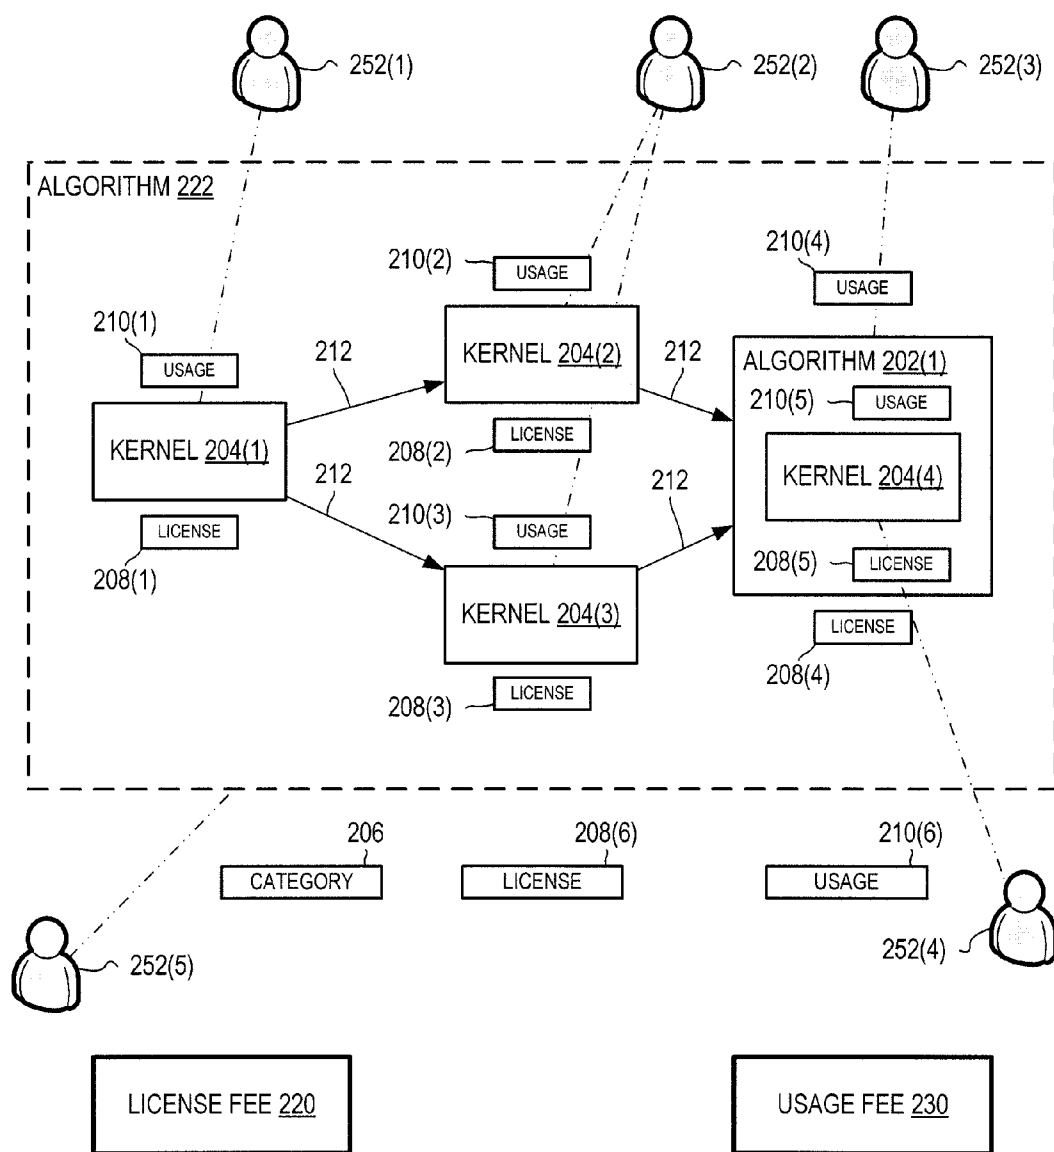 252(1)
252(2)
252(3)
ALGORITHM 222
210(2)
USAGE
210(4)
USAGE
210(1)
USAGE
212
KERNEL 204(2)
212
ALGORITHM 202(1)
210(5)
USAGE
KERNEL 204(1)
LICENSE
208(2)
KERNEL 204(4)
212
210(3)
USAGE
212
LICENSE
208(1)
208(5)
LICENSE
KERNEL 204(3)
LICENSE
208(4)
208(3)
LICENSE
206
208(6)
210(6)
CATEGORY
LICENSE
USAGE
252(5)
252(4)
LICENSE FEE 220
USAGE FEE 230